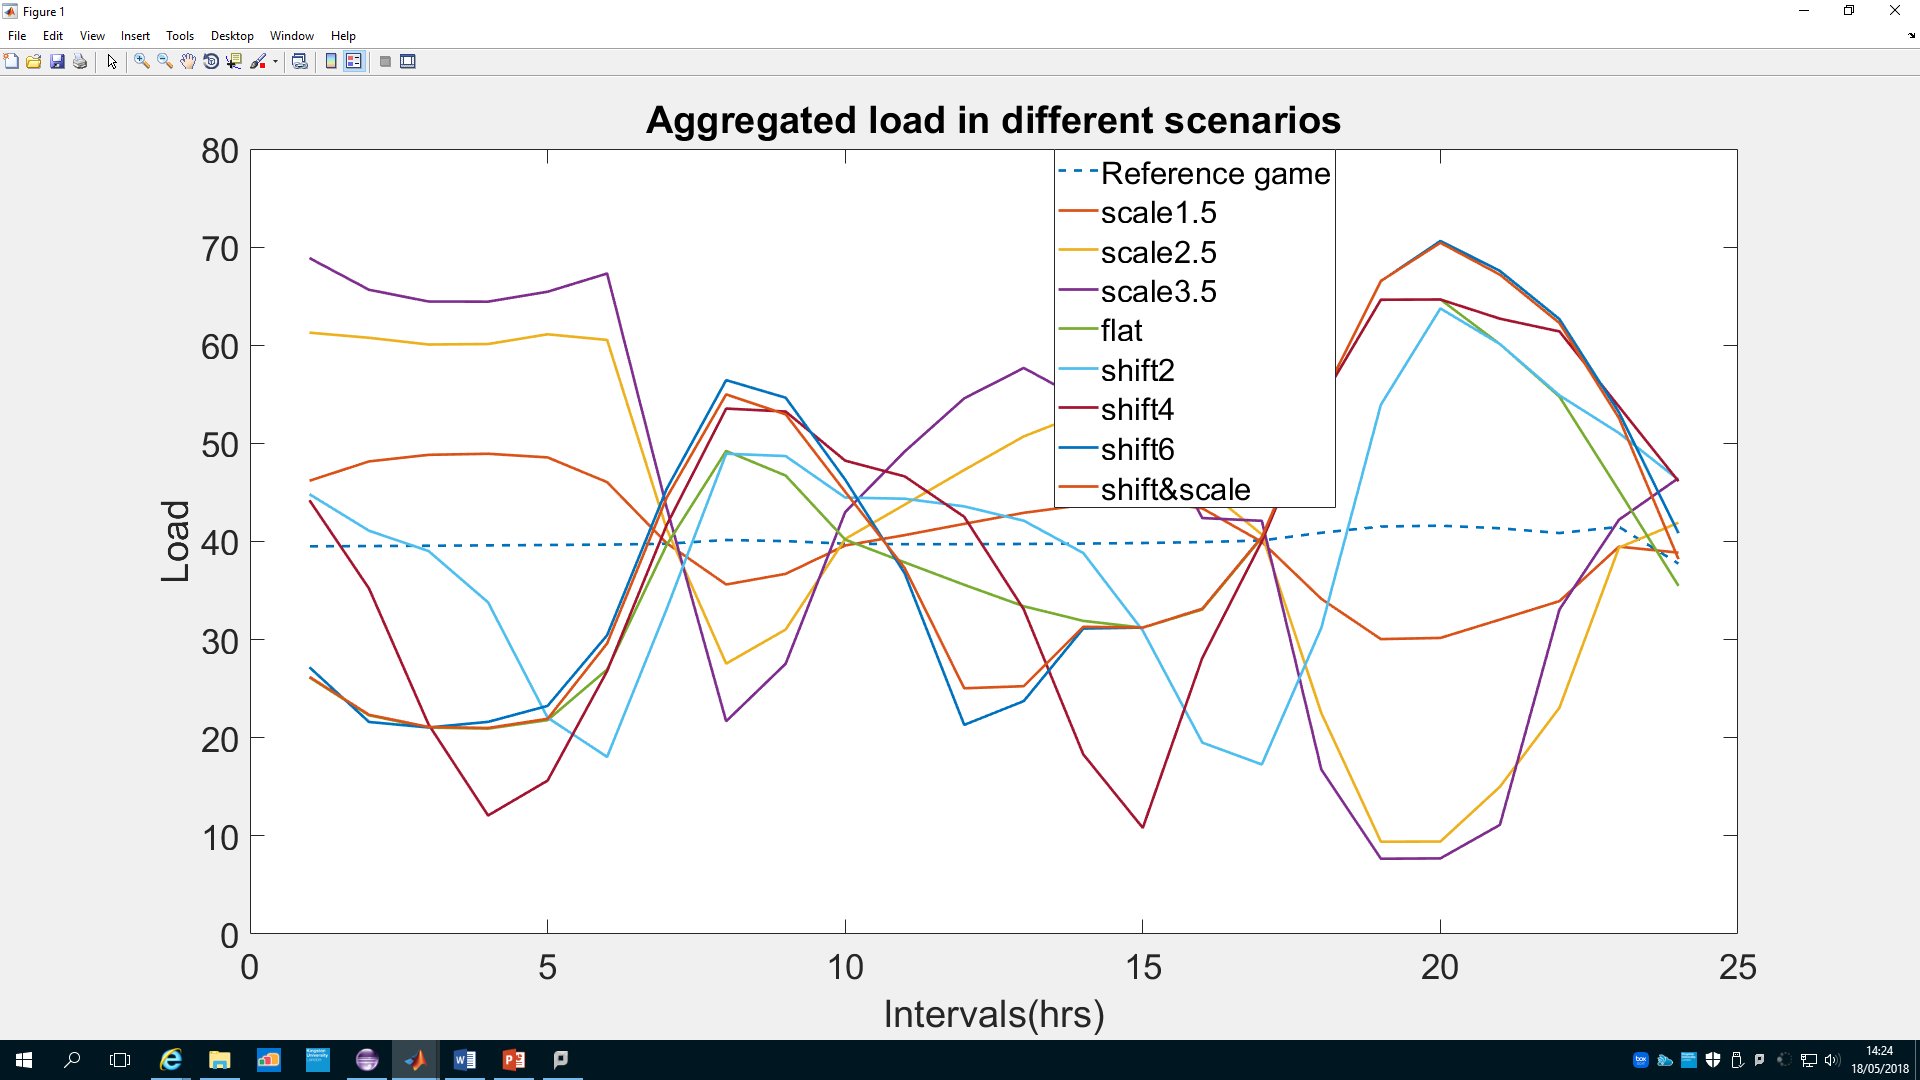 Figure 1
File Edit View Insert Tools Desktop Window Help
Aggregated load in different scenarios
80
70
60
50
40
30
20
10
0
Load
Reference game
scale1.5
scale2.5
scale3.5
flat
shift2
shift4
shift6
shift&scale
0 5 10 15 20 25
Intervals(hrs)
14:24
18/05/2018